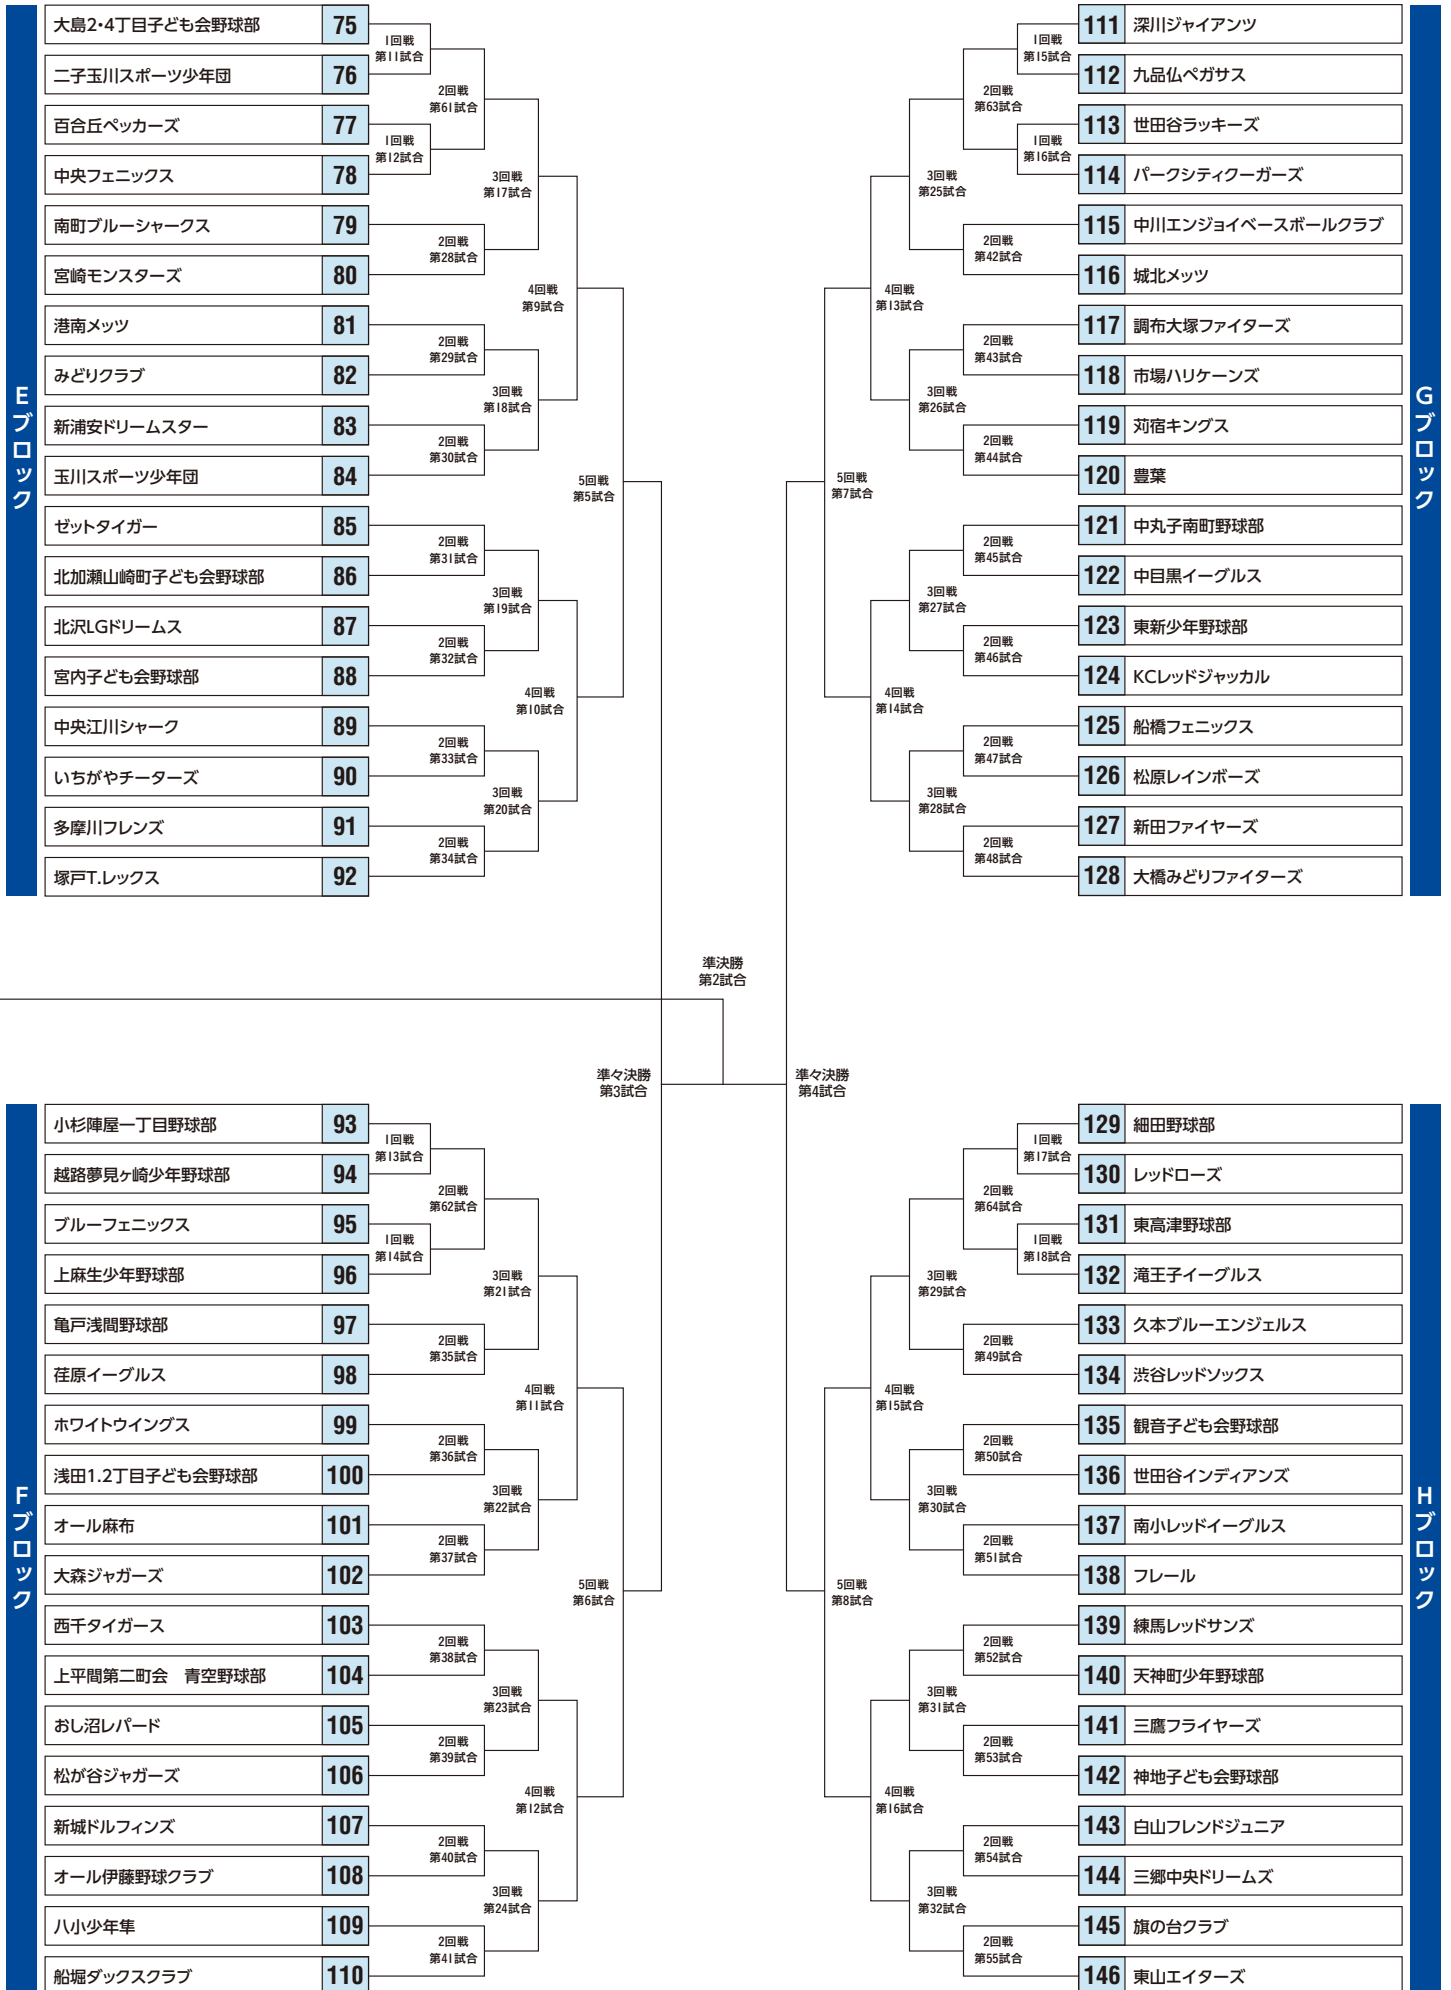 Eブロック
大島2・4丁目子ども会野球部 75
二子玉川スポーツ少年団 76
百合丘ペッカーズ 77
中央フェニックス 78
南町ブルーシャークス 79
宮崎モンスターズ 80
港南メッツ 81
みどりクラブ 82
新浦安ドリームスター 83
玉川スポーツ少年団 84
ゼットタイガー 85
北加瀬山崎町子ども会野球部 86
北沢LGドリームス 87
宮内子ども会野球部 88
中央江川シャーク 89
いちがやチーターズ 90
多摩川フレンズ 91
塚戸T.レックス 92
1回戦
第11試合
1回戦
第12試合
2回戦
第61試合
2回戦
第28試合
2回戦
第29試合
2回戦
第30試合
2回戦
第31試合
2回戦
第32試合
2回戦
第33試合
2回戦
第34試合
3回戦
第17試合
3回戦
第18試合
3回戦
第19試合
3回戦
第20試合
4回戦
第9試合
4回戦
第10試合
5回戦
第5試合
Gブロック
111 深川ジャイアンツ
112 九品仏ペガサス
113 世田谷ラッキーズ
114 パークシティクーガーズ
115 中川エンジョイベースボールクラブ
116 城北メッツ
117 調布大塚ファイターズ
118 市場ハリケーンズ
119 苅宿キングス
120 豊葉
121 中丸子南町野球部
122 中目黒イーグルス
123 東新少年野球部
124 KCレッドジャッカル
125 船橋フェニックス
126 松原レインボーズ
127 新田ファイヤーズ
128 大橋みどりファイターズ
1回戦
第15試合
1回戦
第16試合
2回戦
第63試合
2回戦
第42試合
2回戦
第43試合
2回戦
第44試合
2回戦
第45試合
2回戦
第46試合
2回戦
第47試合
2回戦
第48試合
3回戦
第25試合
3回戦
第26試合
3回戦
第27試合
3回戦
第28試合
4回戦
第13試合
4回戦
第14試合
5回戦
第7試合
準決勝
第2試合
準々決勝
第3試合
準々決勝
第4試合
Fブロック
小杉陣屋一丁目野球部 93
越路夢見ヶ崎少年野球部 94
ブルーフェニックス 95
上麻生少年野球部 96
亀戸浅間野球部 97
荏原イーグルス 98
ホワイトウイングス 99
浅田1.2丁目子ども会野球部 100
オール麻布 101
大森ジャガーズ 102
西千タイガース 103
上平間第二町会　青空野球部 104
おし沼レパード 105
松が谷ジャガーズ 106
新城ドルフィンズ 107
オール伊藤野球クラブ 108
八小少年隼 109
船堀ダックスクラブ 110
1回戦
第13試合
1回戦
第14試合
2回戦
第62試合
2回戦
第35試合
2回戦
第36試合
2回戦
第37試合
2回戦
第38試合
2回戦
第39試合
2回戦
第40試合
2回戦
第41試合
3回戦
第21試合
3回戦
第22試合
3回戦
第23試合
3回戦
第24試合
4回戦
第11試合
4回戦
第12試合
5回戦
第6試合
Hブロック
129 細田野球部
130 レッドローズ
131 東高津野球部
132 滝王子イーグルス
133 久本ブルーエンジェルス
134 渋谷レッドソックス
135 観音子ども会野球部
136 世田谷インディアンズ
137 南小レッドイーグルス
138 フレール
139 練馬レッドサンズ
140 天神町少年野球部
141 三鷹フライヤーズ
142 神地子ども会野球部
143 白山フレンドジュニア
144 三郷中央ドリームズ
145 旗の台クラブ
146 東山エイターズ
1回戦
第17試合
1回戦
第18試合
2回戦
第64試合
2回戦
第49試合
2回戦
第50試合
2回戦
第51試合
2回戦
第52試合
2回戦
第53試合
2回戦
第54試合
2回戦
第55試合
3回戦
第29試合
3回戦
第30試合
3回戦
第31試合
3回戦
第32試合
4回戦
第15試合
4回戦
第16試合
5回戦
第8試合